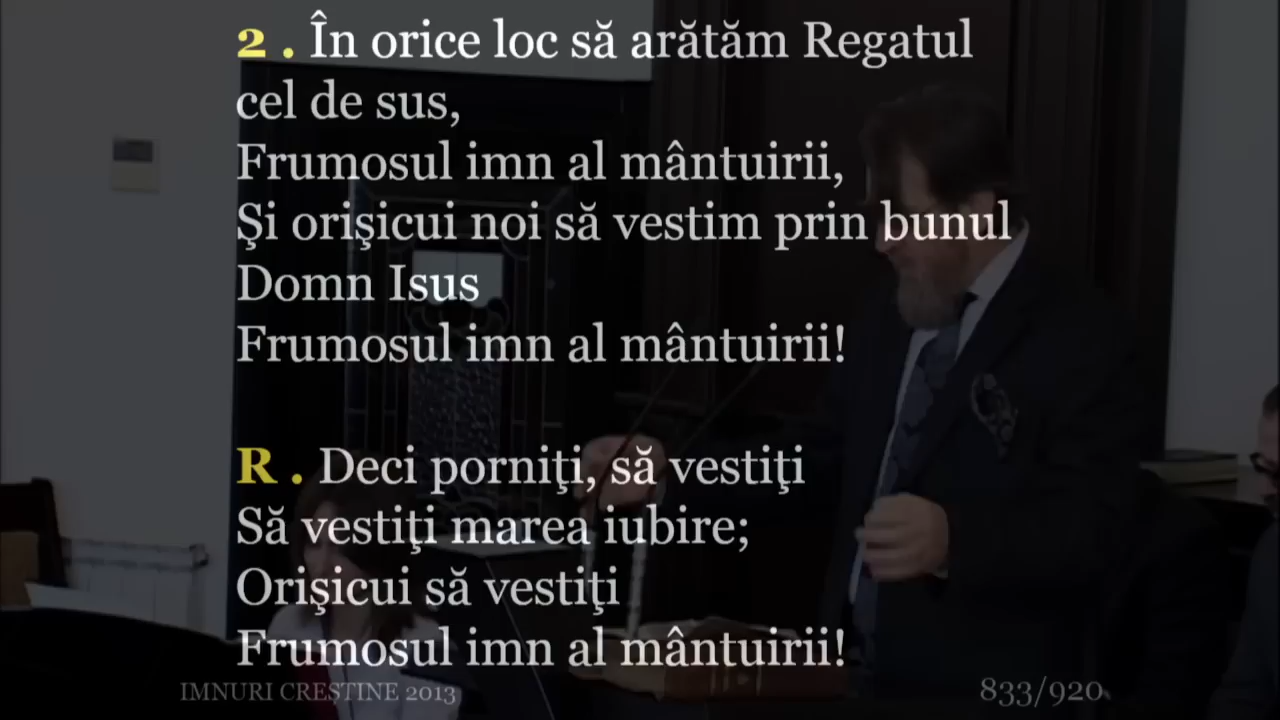 2 . În orice loc să arătăm Regatul
cel de sus,
Frumosul imn al mântuirii,
Şi orişicui noi să vestim prin bunul
Domn Isus
Frumosul imn al mântuirii!
R . Deci porniţi, să vestiţi
Să vestiţi marea iubire;
Orişicui să vestiţi
Frumosul imn al mântuirii!
IMNURI CREȘTINE 2013
833/920